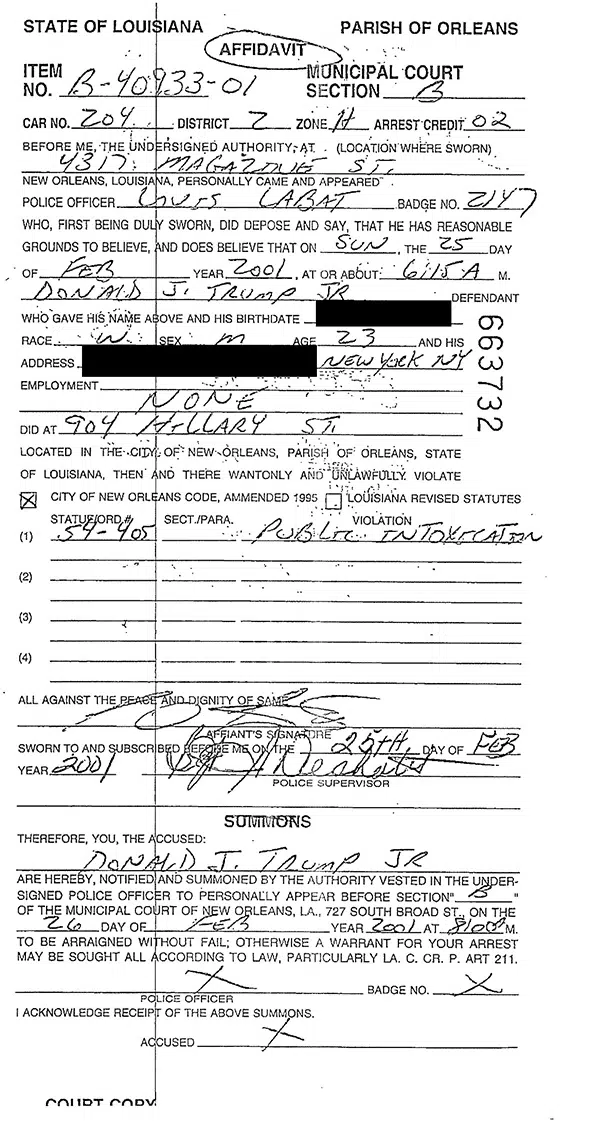 STATE OF LOUISIANA PARISH OF ORLEANS
AFFIDAVIT
ITEM NO. B-40933-01 MUNICIPAL COURT SECTION B
CAR NO. 204 DISTRICT 2 ZONE H ARREST CREDIT 02
BEFORE ME, THE UNDERSIGNED AUTHORITY, AT (LOCATION WHERE SWORN)
4317 MAGAZINE ST.
NEW ORLEANS, LOUISIANA, PERSONALLY CAME AND APPEARED
POLICE OFFICER LOUIS LABAT BADGE NO. 2147
WHO, FIRST BEING DULY SWORN, DID DEPOSE AND SAY, THAT HE HAS REASONABLE
GROUNDS TO BELIEVE, AND DOES BELIEVE THAT ON SUN, THE 25 DAY
OF FEB YEAR 2001, AT OR ABOUT 6:15 A M.
DONALD J. TRUMP JR DEFENDANT
WHO GAVE HIS NAME ABOVE AND HIS BIRTHDATE
RACE W SEX M AGE 23 AND HIS
ADDRESS NEW YORK NY
663732
EMPLOYMENT
NONE
DID AT 904 HILLARY ST.
LOCATED IN THE CITY OF NEW ORLEANS, PARISH OF ORLEANS, STATE
OF LOUISIANA, THEN AND THERE WANTONLY AND UNLAWFULLY VIOLATE
CITY OF NEW ORLEANS CODE, AMMENDED 1995 LOUISIANA REVISED STATUTES
STATUE/ORD.# SECT./PARA. VIOLATION
(1) 54-405 PUBLIC INTOXICATION
(2)
(3)
(4)
ALL AGAINST THE PEACE AND DIGNITY OF SAME
AFFIANT'S SIGNATURE
SWORN TO AND SUBSCRIBED BEFORE ME ON THE 25TH, DAY OF FEB
YEAR 2001
POLICE SUPERVISOR
SUMMONS
THEREFORE, YOU, THE ACCUSED:
DONALD J. TRUMP JR
ARE HEREBY, NOTIFIED AND SUMMONED BY THE AUTHORITY VESTED IN THE UNDER-
SIGNED POLICE OFFICER TO PERSONALLY APPEAR BEFORE SECTION" B "
OF THE MUNICIPAL COURT OF NEW ORLEANS, LA., 727 SOUTH BROAD ST., ON THE
26 DAY OF FEB YEAR 2001 AT 8:00 M.
TO BE ARRAIGNED WITHOUT FAIL; OTHERWISE A WARRANT FOR YOUR ARREST
MAY BE SOUGHT ALL ACCORDING TO LAW, PARTICULARLY LA. C. CR. P. ART 211.
X BADGE NO. X
POLICE OFFICER
I ACKNOWLEDGE RECEIPT OF THE ABOVE SUMMONS.
ACCUSED X
COURT COPY